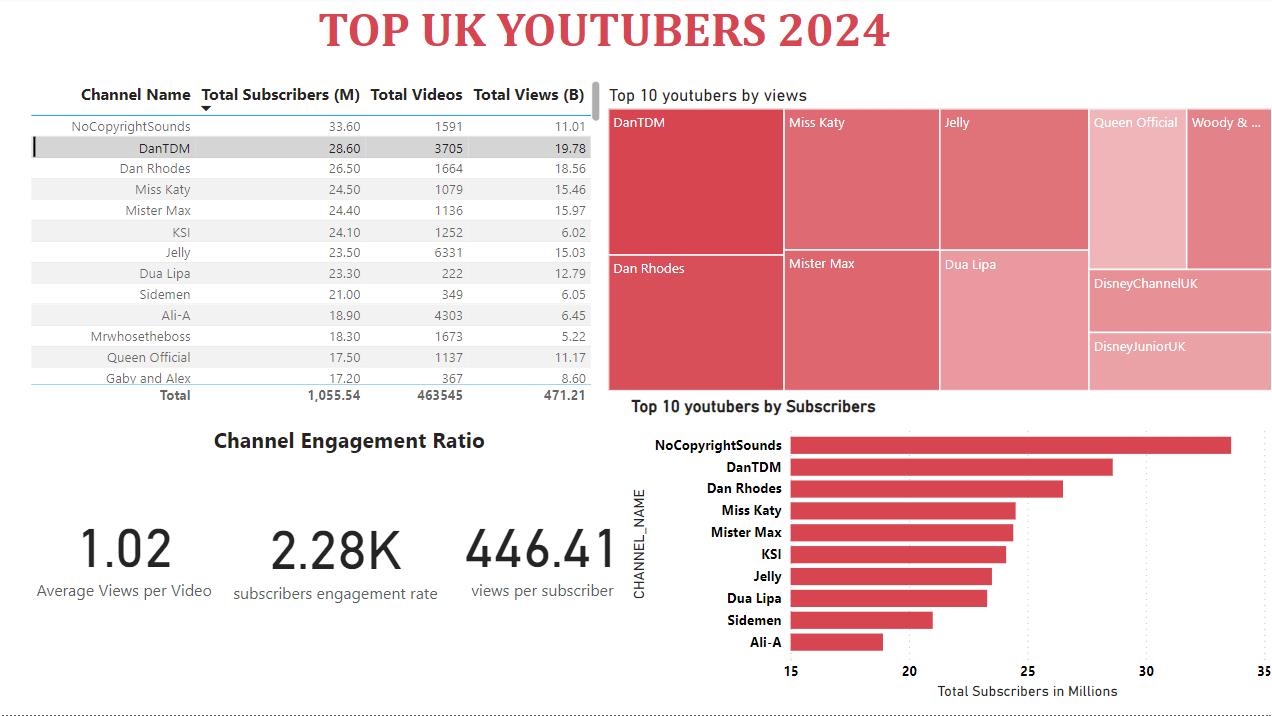 TOP UK YOUTUBERS 2024
Channel Name Total Subscribers (M) Total Videos Total Views (B)
NoCopyrightSounds 33.60 1591 11.01
DanTDM 28.60 3705 19.78
Dan Rhodes 26.50 1664 18.56
Miss Katy 24.50 1079 15.46
Mister Max 24.40 1136 15.97
KSI 24.10 1252 6.02
Jelly 23.50 6331 15.03
Dua Lipa 23.30 222 12.79
Sidemen 21.00 349 6.05
Ali-A 18.90 4303 6.45
Mrwhosetheboss 18.30 1673 5.22
Queen Official 17.50 1137 11.17
Gaby and Alex 17.20 367 8.60
Total 1,055.54 463545 471.21
Top 10 youtubers by views
DanTDM
Miss Katy
Jelly
Queen Official
Woody & ...
Dan Rhodes
Mister Max
Dua Lipa
DisneyChannelUK
DisneyJuniorUK
Channel Engagement Ratio
1.02
Average Views per Video
2.28K
subscribers engagement rate
446.41
views per subscriber
Top 10 youtubers by Subscribers
CHANNEL_NAME
NoCopyrightSounds
DanTDM
Dan Rhodes
Miss Katy
Mister Max
KSI
Jelly
Dua Lipa
Sidemen
Ali-A
15 20 25 30 35
Total Subscribers in Millions